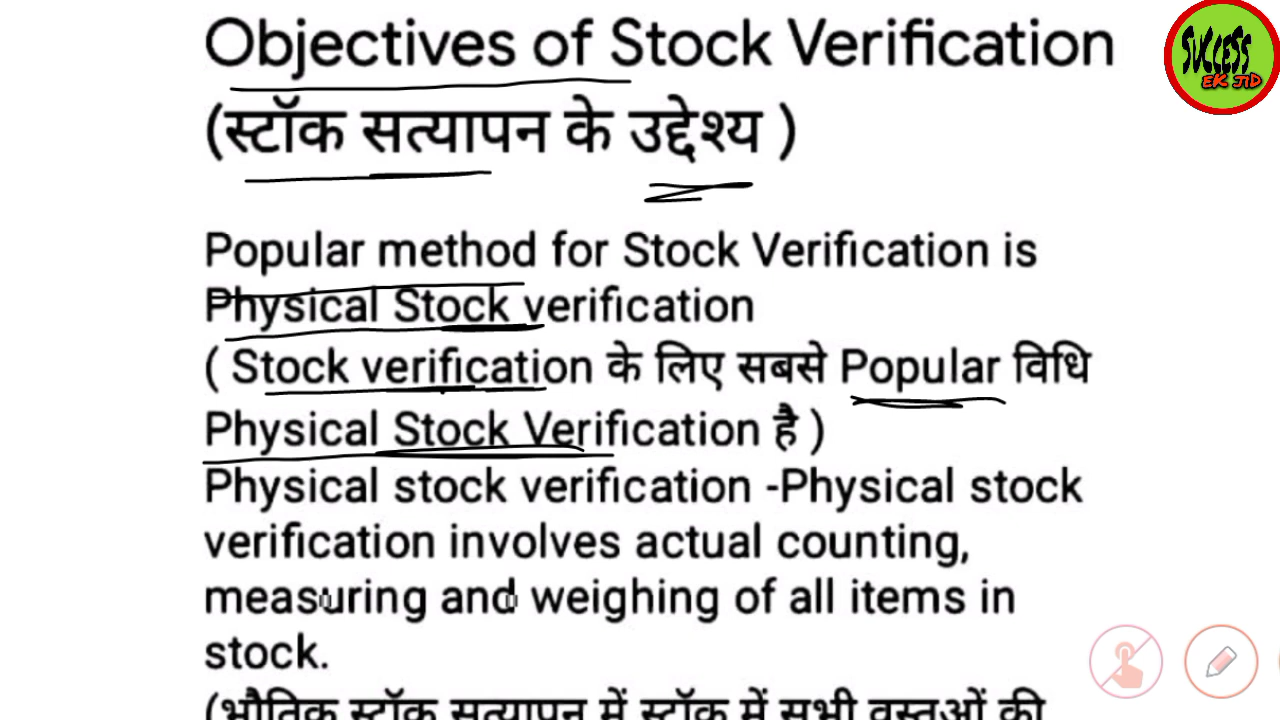 Objectives of Stock Verification
(स्टॉक सत्यापन के उद्देश्य )
SUCCESS
EK JID
Popular method for Stock Verification is
Physical Stock verification
( Stock verification के लिए सबसे Popular विधि
Physical Stock Verification है )
Physical stock verification -Physical stock
verification involves actual counting,
measuring and weighing of all items in
stock.
(भौतिक स्टॉक सत्यापन में स्टॉक में सभी वस्तुओं की